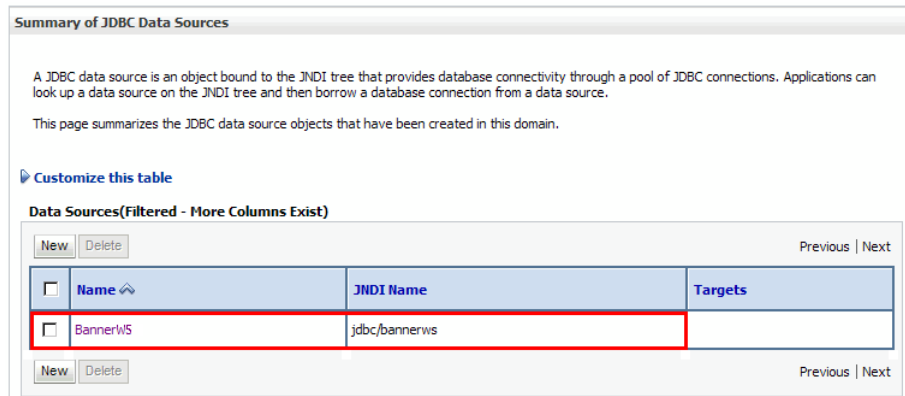 Summary of JDBC Data Sources
A JDBC data source is an object bound to the JNDI tree that provides database connectivity through a pool of JDBC connections. Applications can
look up a data source on the JNDI tree and then borrow a database connection from a data source.
This page summarizes the JDBC data source objects that have been created in this domain.
Customize this table
Data Sources(Filtered - More Columns Exist)
New Delete Previous | Next
Name JNDI Name Targets
BannerWS jdbc/bannerws
New Delete Previous | Next